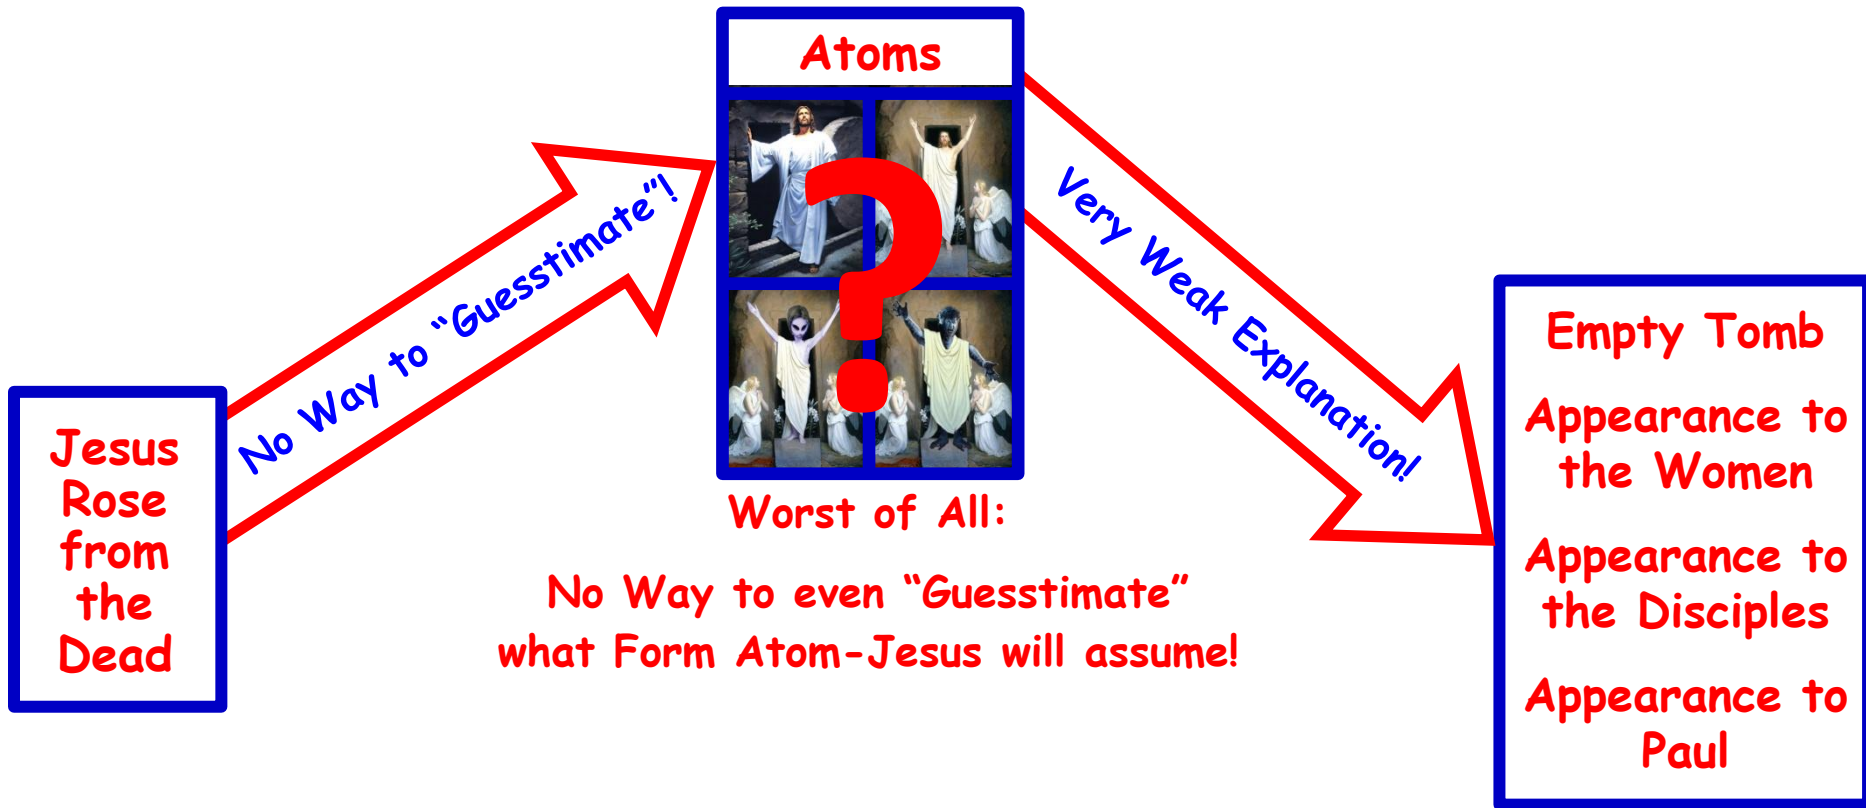 Jesus
Rose
from
the
Dead
No Way to “Guesstimate”!
Atoms
?
Worst of All:
No Way to even “Guesstimate”
what Form Atom-Jesus will assume!
Very Weak Explanation!
Empty Tomb
Appearance to
the Women
Appearance to
the Disciples
Appearance to
Paul